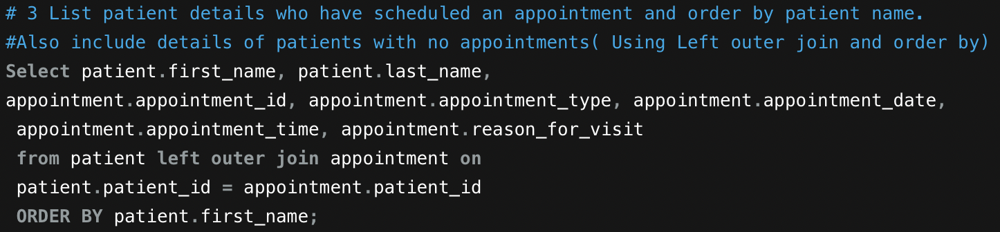 # 3 List patient details who have scheduled an appointment and order by patient name.
#Also include details of patients with no appointments( Using Left outer join and order by)
Select patient.first_name, patient.last_name,
appointment.appointment_id, appointment.appointment_type, appointment.appointment_date,
appointment.appointment_time, appointment.reason_for_visit
from patient left outer join appointment on
patient.patient_id = appointment.patient_id
ORDER BY patient.first_name;